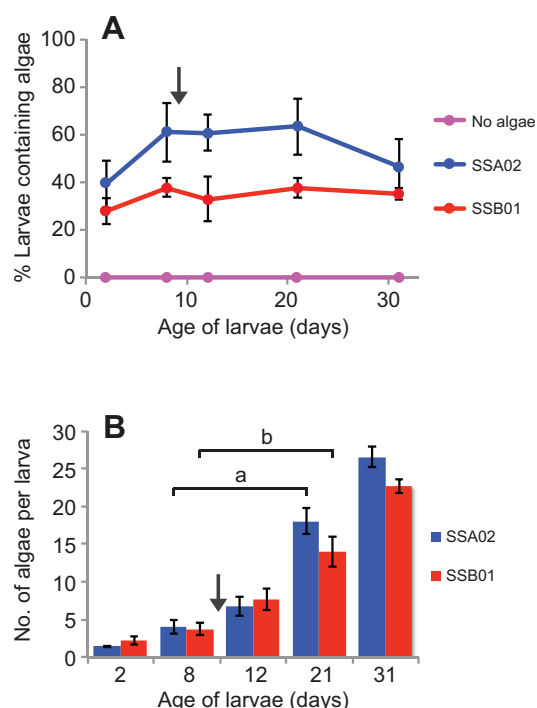 A
% Larvae containing algae
100
80
60
40
20
0
0
10
20
30
Age of larvae (days)
No algae
SSA02
SSB01
B
No. of algae per larva
30
25
20
15
10
5
0
b
a
2
8
12
21
31
Age of larvae (days)
SSA02
SSB01